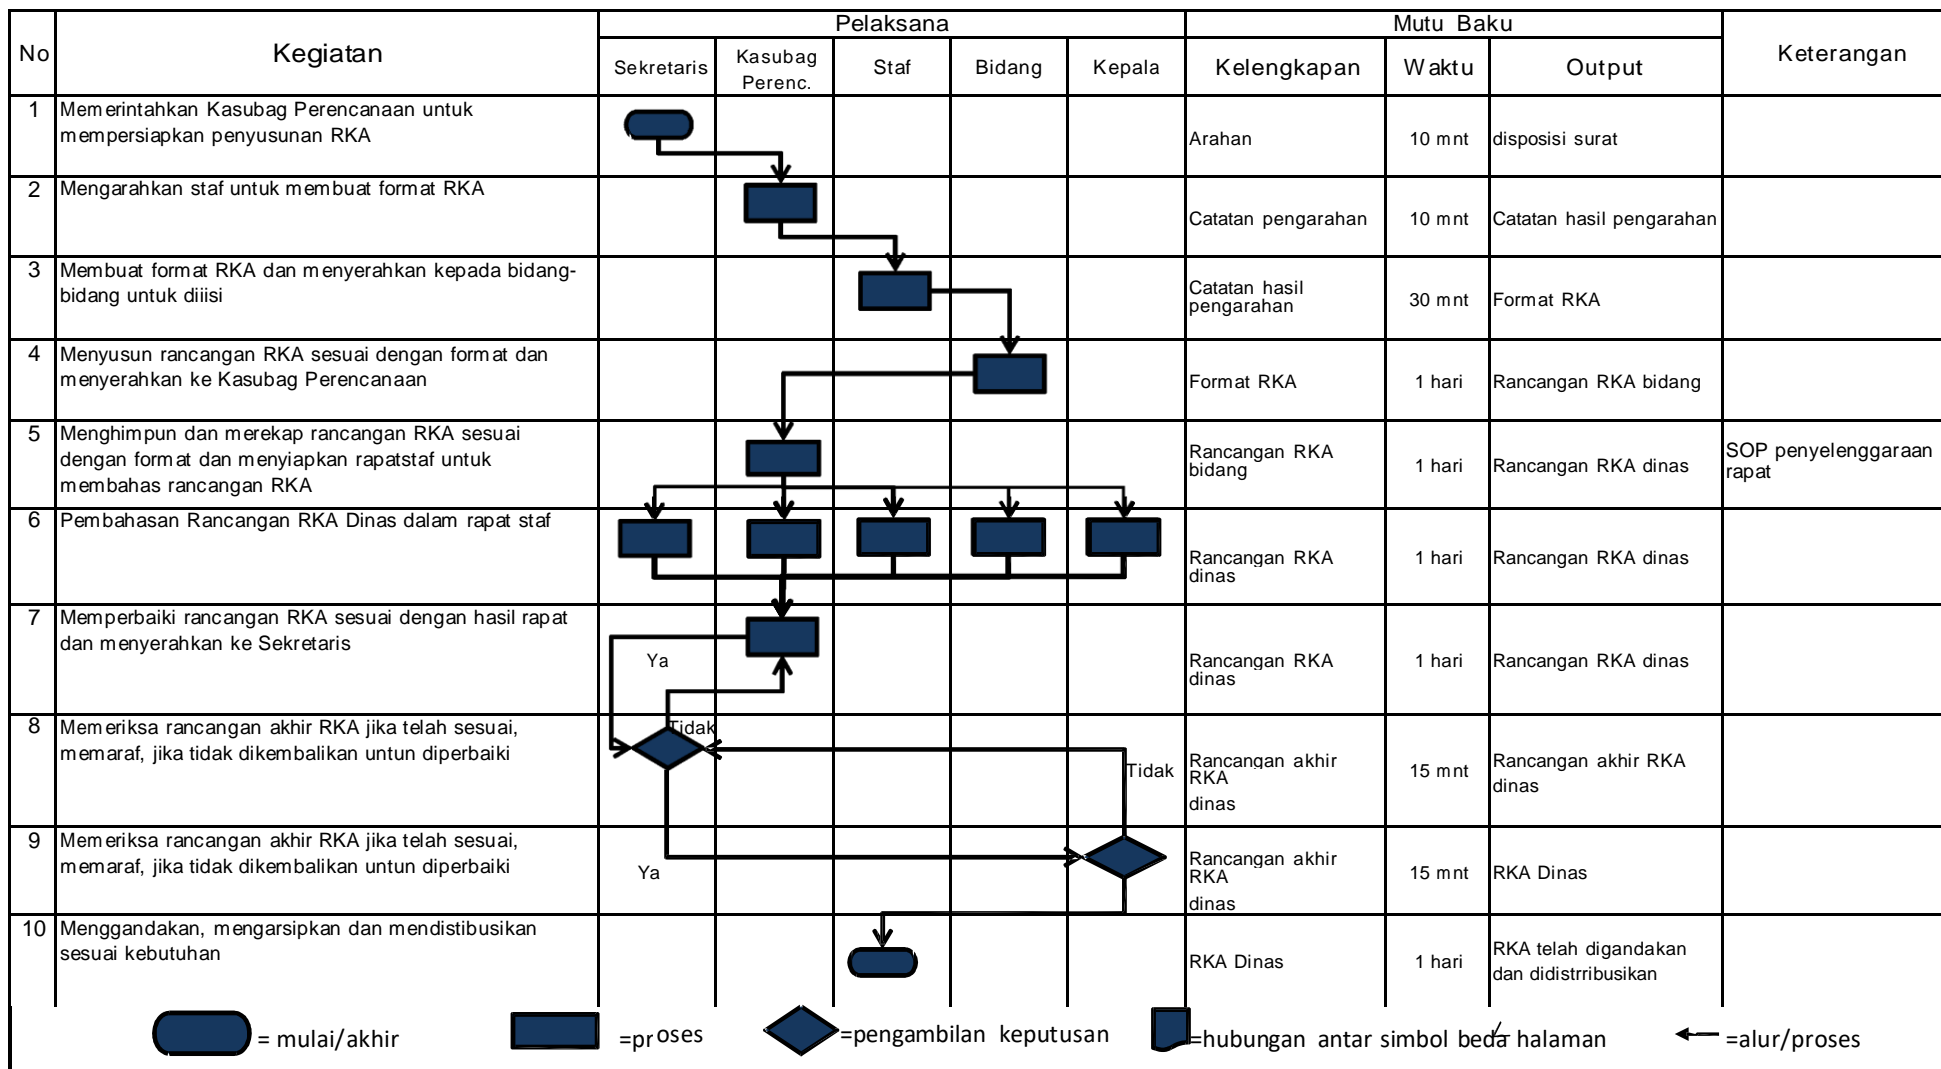 Pelaksana
Mutu Baku
No
Kegiatan
Keterangan
Sekretaris
Kasubag
Perenc.
Staf
Bidang
Kepala
Kelengkapan
Waktu
Output
1
Memerintahkan Kasubag Perencanaan untuk
mempersiapkan penyusunan RKA
Arahan
10 mnt
disposisi surat
2
Mengarahkan staf untuk membuat format RKA
Catatan pengarahan
10 mnt
Catatan hasil pengarahan
3
Membuat format RKA dan menyerahkan kepada bidang-
bidang untuk diiisi
Catatan hasil
pengarahan
30 mnt
Format RKA
4
Menyusun rancangan RKA sesuai dengan format dan
menyerahkan ke Kasubag Perencanaan
Format RKA
1 hari
Rancangan RKA bidang
5
Menghimpun dan merekap rancangan RKA sesuai
dengan format dan menyiapkan rapatstaf untuk
membahas rancangan RKA
Rancangan RKA
bidang
1 hari
Rancangan RKA dinas
SOP penyelenggaraan
rapat
6
Pembahasan Rancangan RKA Dinas dalam rapat staf
Rancangan RKA
dinas
1 hari
Rancangan RKA dinas
7
Memperbaiki rancangan RKA sesuai dengan hasil rapat
dan menyerahkan ke Sekretaris
Ya
Rancangan RKA
dinas
1 hari
Rancangan RKA dinas
8
Memeriksa rancangan akhir RKA jika telah sesuai,
memaraf, jika tidak dikembalikan untun diperbaiki
Tidak
Tidak
Rancangan akhir
RKA
dinas
15 mnt
Rancangan akhir RKA
dinas
9
Memeriksa rancangan akhir RKA jika telah sesuai,
memaraf, jika tidak dikembalikan untun diperbaiki
Ya
Rancangan akhir
RKA
dinas
15 mnt
RKA Dinas
10
Menggandakan, mengarsipkan dan mendistibusikan
sesuai kebutuhan
RKA Dinas
1 hari
RKA telah digandakan
dan didistrribusikan
= mulai/akhir
=proses
=pengambilan keputusan
=hubungan antar simbol beda halaman
=alur/proses